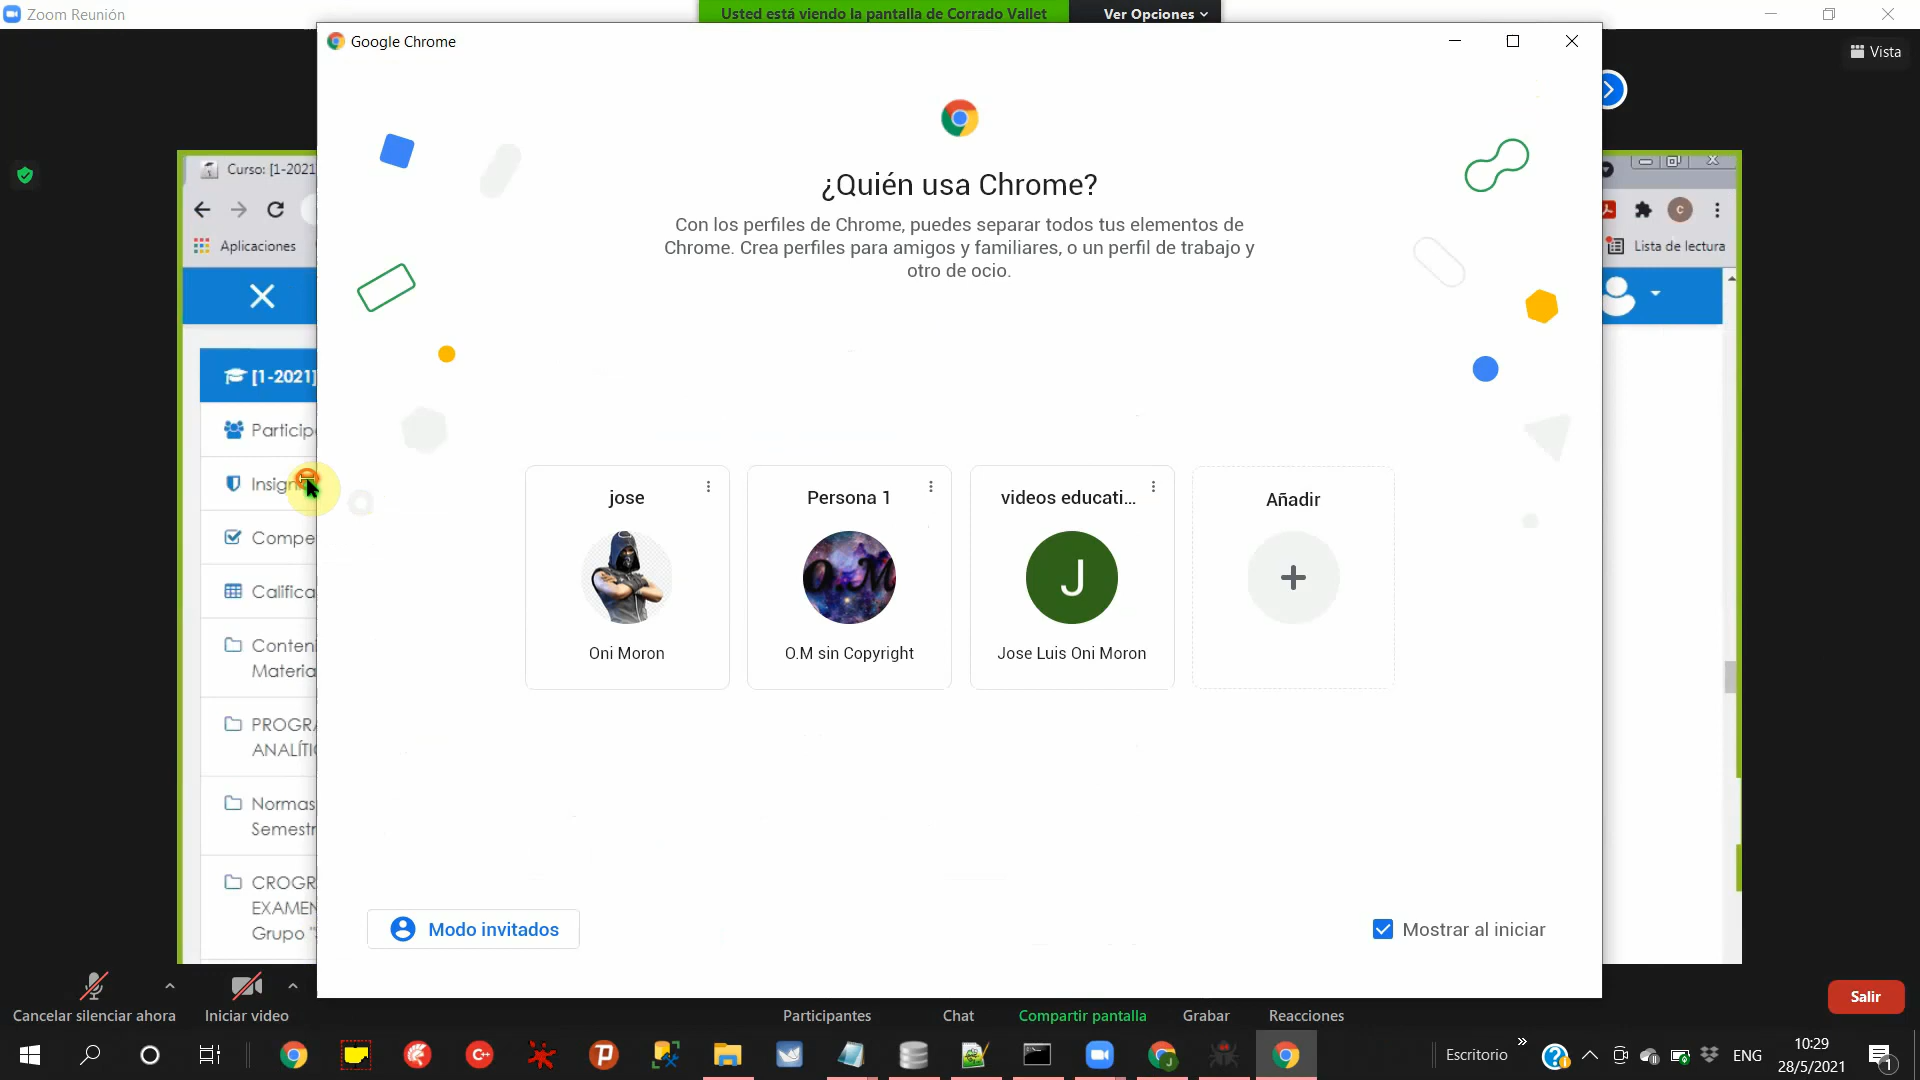 Zoom Reunión
Usted está viendo la pantalla de Corrado Vallet
Ver Opciones
Google Chrome
Vista
Curso: [1-2021]
Aplicaciones
Lista de lectura
[1-2021]
Particip
Insign
Compe
Califica
Conteni
Materia
PROGRA
ANALÍTI
Normas
Semestr
CROGR
EXAMEN
Grupo "
¿Quién usa Chrome?
Con los perfiles de Chrome, puedes separar todos tus elementos de
Chrome. Crea perfiles para amigos y familiares, o un perfil de trabajo y
otro de ocio.
jose
Oni Moron
Persona 1
O.M
O.M sin Copyright
videos educati...
J
Jose Luis Oni Moron
Añadir
Modo invitados
Mostrar al iniciar
Cancelar silenciar ahora
Iniciar video
Participantes
Chat
Compartir pantalla
Grabar
Reacciones
Salir
Escritorio
ENG
10:29
28/5/2021
1